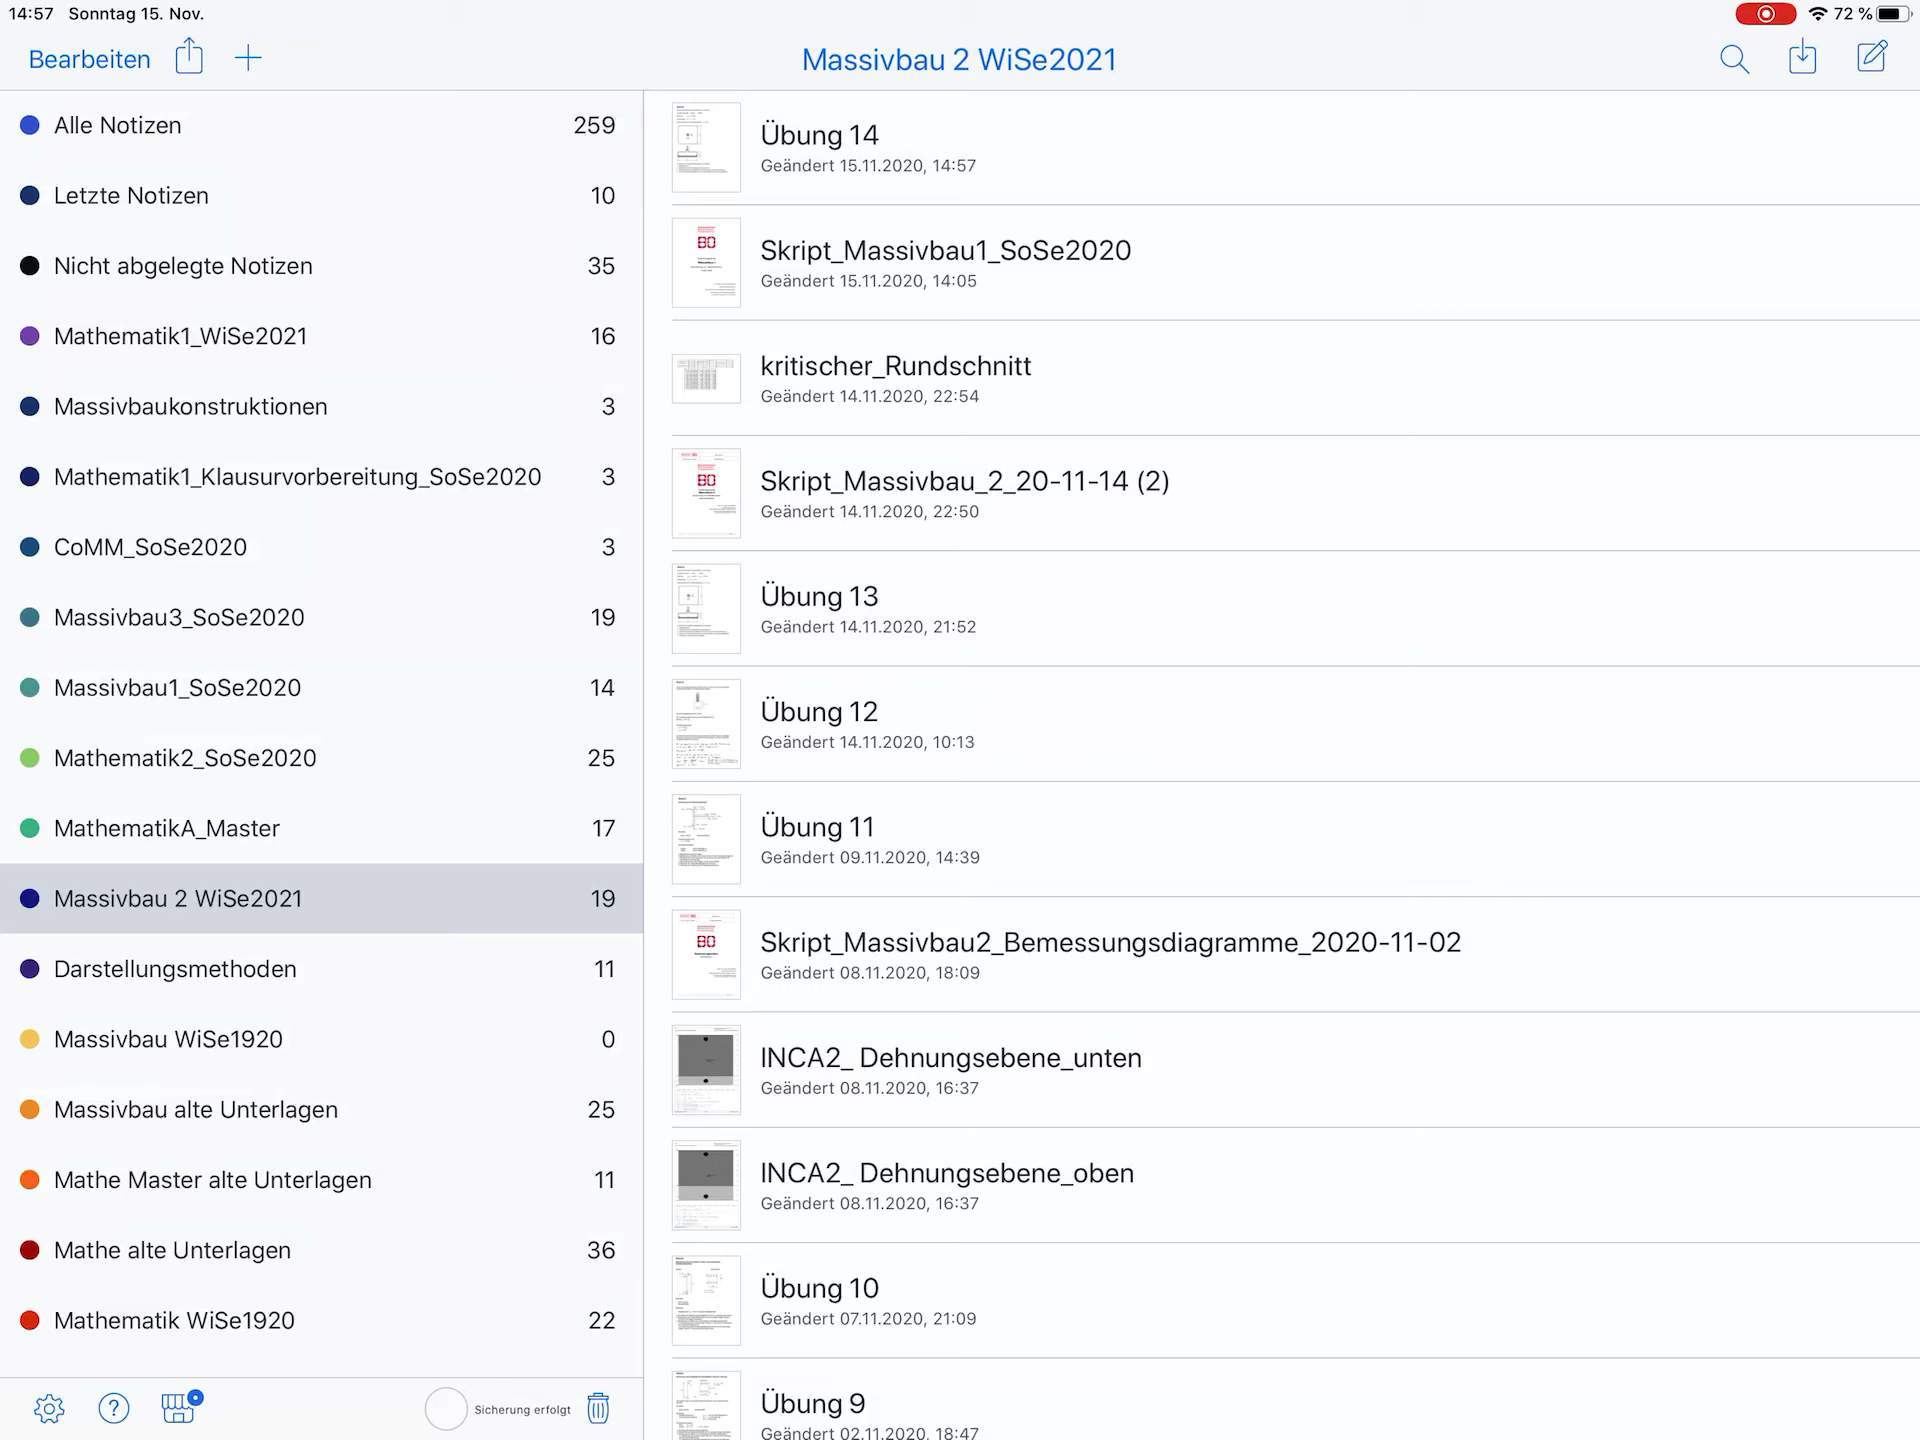 14:57 Sonntag 15. Nov.
72 %
Bearbeiten
Massivbau 2 WiSe2021
Alle Notizen 259
Letzte Notizen 10
Nicht abgelegte Notizen 35
Mathematik1_WiSe2021 16
Massivbaukonstruktionen 3
Mathematik1_Klausurvorbereitung_SoSe2020 3
CoMM_SoSe2020 3
Massivbau3_SoSe2020 19
Massivbau1_SoSe2020 14
Mathematik2_SoSe2020 25
MathematikA_Master 17
Massivbau 2 WiSe2021 19
Darstellungsmethoden 11
Massivbau WiSe1920 0
Massivbau alte Unterlagen 25
Mathe Master alte Unterlagen 11
Mathe alte Unterlagen 36
Mathematik WiSe1920 22
Sicherung erfolgt
Übung 14
Geändert 15.11.2020, 14:57
Skript_Massivbau1_SoSe2020
Geändert 15.11.2020, 14:05
kritischer_Rundschnitt
Geändert 14.11.2020, 22:54
Skript_Massivbau_2_20-11-14 (2)
Geändert 14.11.2020, 22:50
Übung 13
Geändert 14.11.2020, 21:52
Übung 12
Geändert 14.11.2020, 10:13
Übung 11
Geändert 09.11.2020, 14:39
Skript_Massivbau2_Bemessungsdiagramme_2020-11-02
Geändert 08.11.2020, 18:09
INCA2_ Dehnungsebene_unten
Geändert 08.11.2020, 16:37
INCA2_ Dehnungsebene_oben
Geändert 08.11.2020, 16:37
Übung 10
Geändert 07.11.2020, 21:09
Übung 9
Geändert 02.11.2020, 18:47